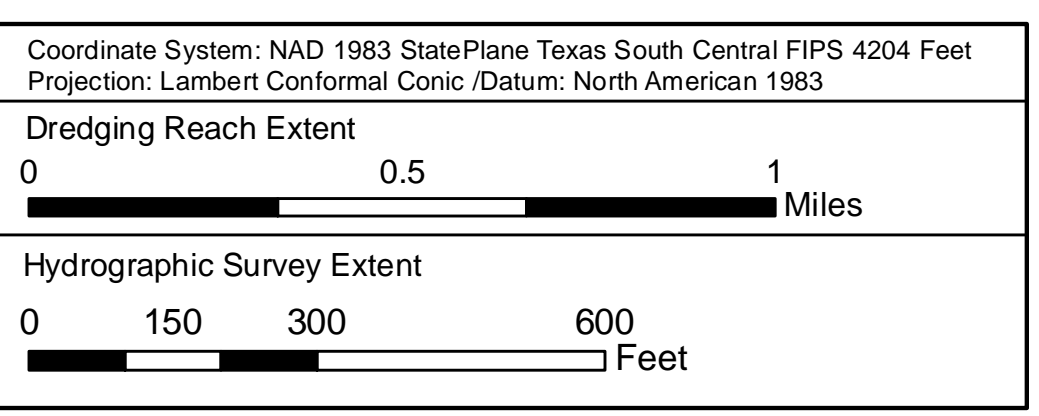 Coordinate System: NAD 1983 StatePlane Texas South Central FIPS 4204 Feet
Projection: Lambert Conformal Conic /Datum: North American 1983
Dredging Reach Extent
0 0.5 1
Miles
Hydrographic Survey Extent
0 150 300 600
Feet